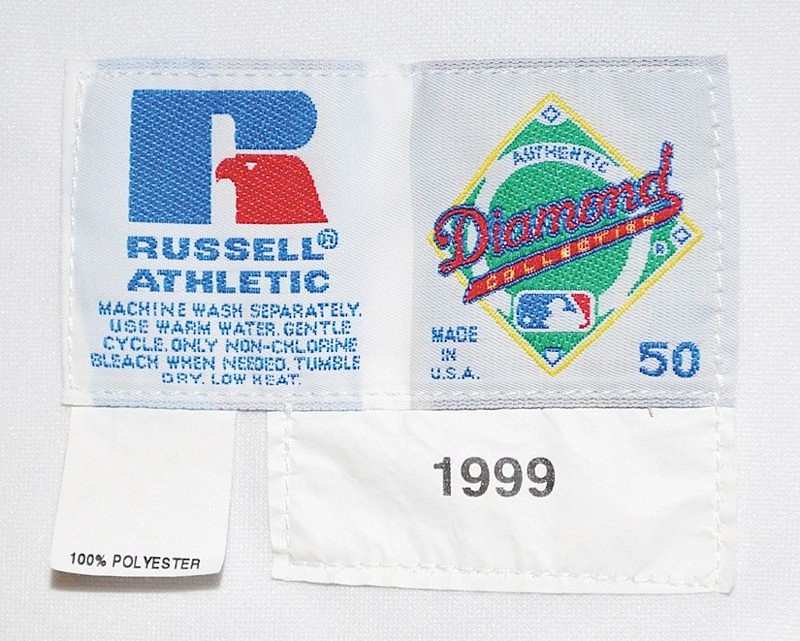 R
RUSSELL®
ATHLETIC
MACHINE WASH SEPARATELY.
USE WARM WATER. GENTLE
CYCLE. ONLY NON-CHLORINE
BLEACH WHEN NEEDED. TUMBLE
DRY. LOW HEAT.
AUTHENTIC
Diamond
COLLECTION
®
MADE
IN
U.S.A.
50
1999
100% POLYESTER